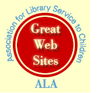 Association for Library Service to Children
Great
Web
Sites
ALA